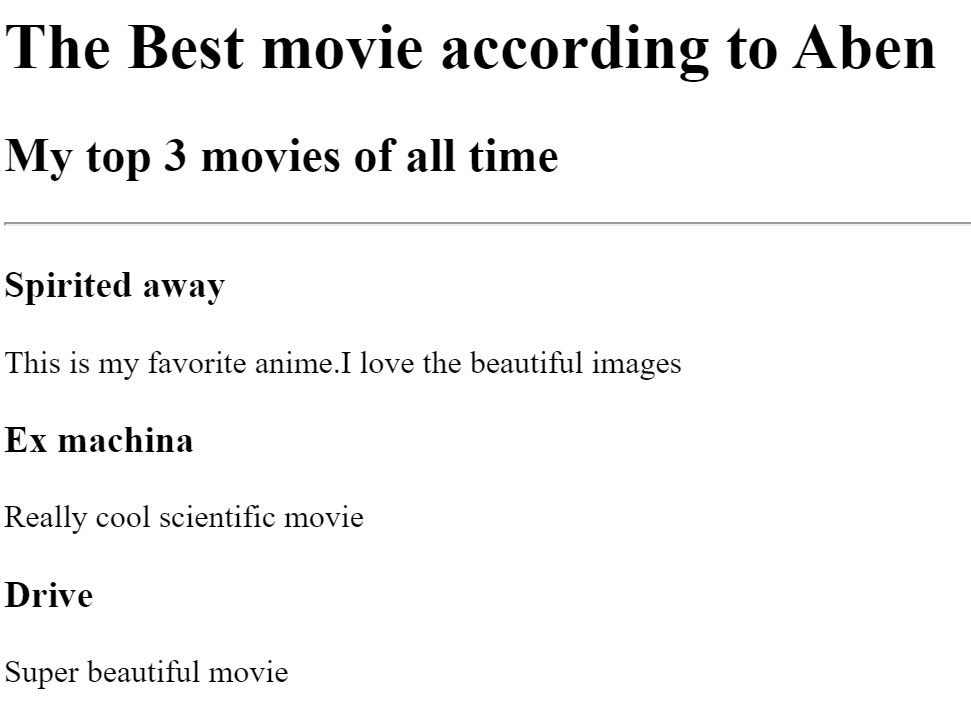 The Best movie according to Aben
My top 3 movies of all time
Spirited away
This is my favorite anime.I love the beautiful images
Ex machina
Really cool scientific movie
Drive
Super beautiful movie